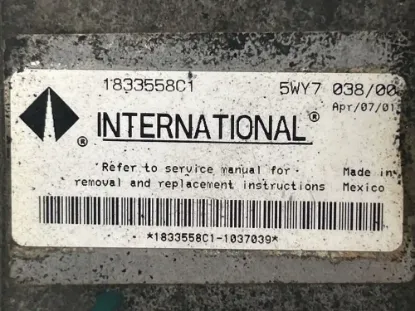 1833558C1 5WY7 038/00
Apr/07/01
® INTERNATIONAL®
Refer to service manual for Made in
removal and replacement instructions Mexico
*1833558C1-1037039*